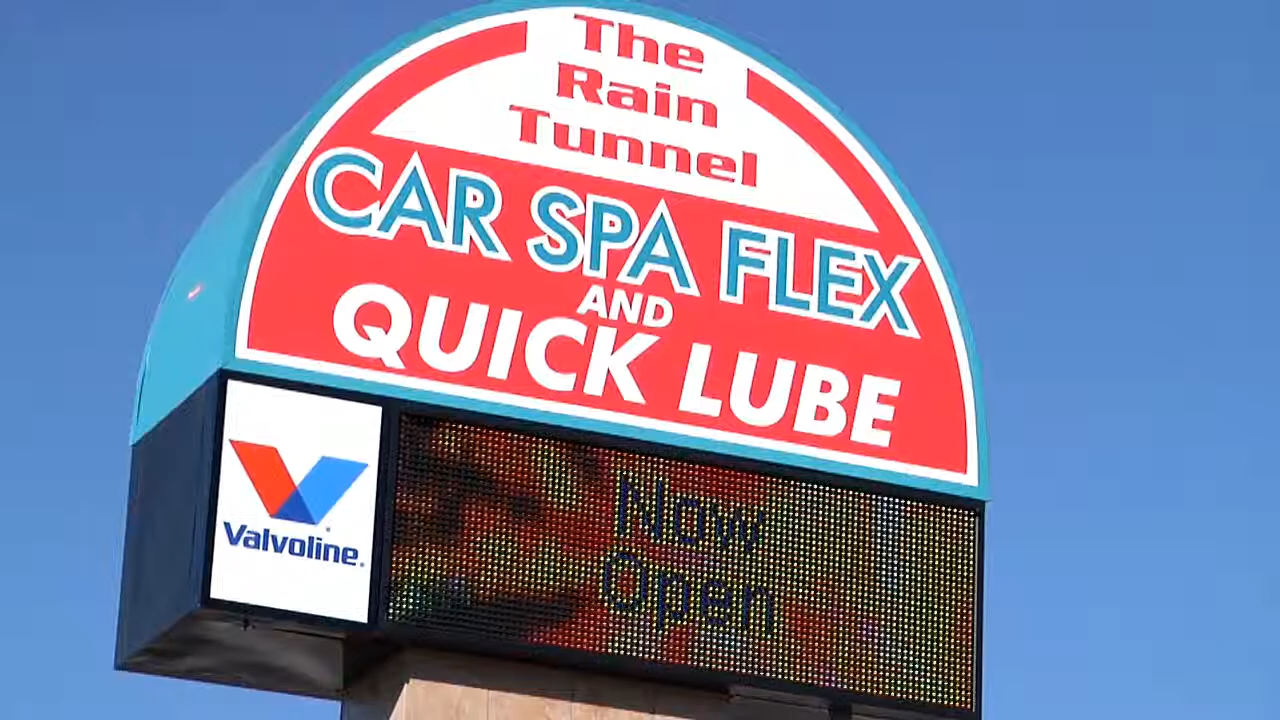 The
Rain
Tunnel
CAR SPA FLEX
AND
QUICK LUBE
Valvoline
Now
Open